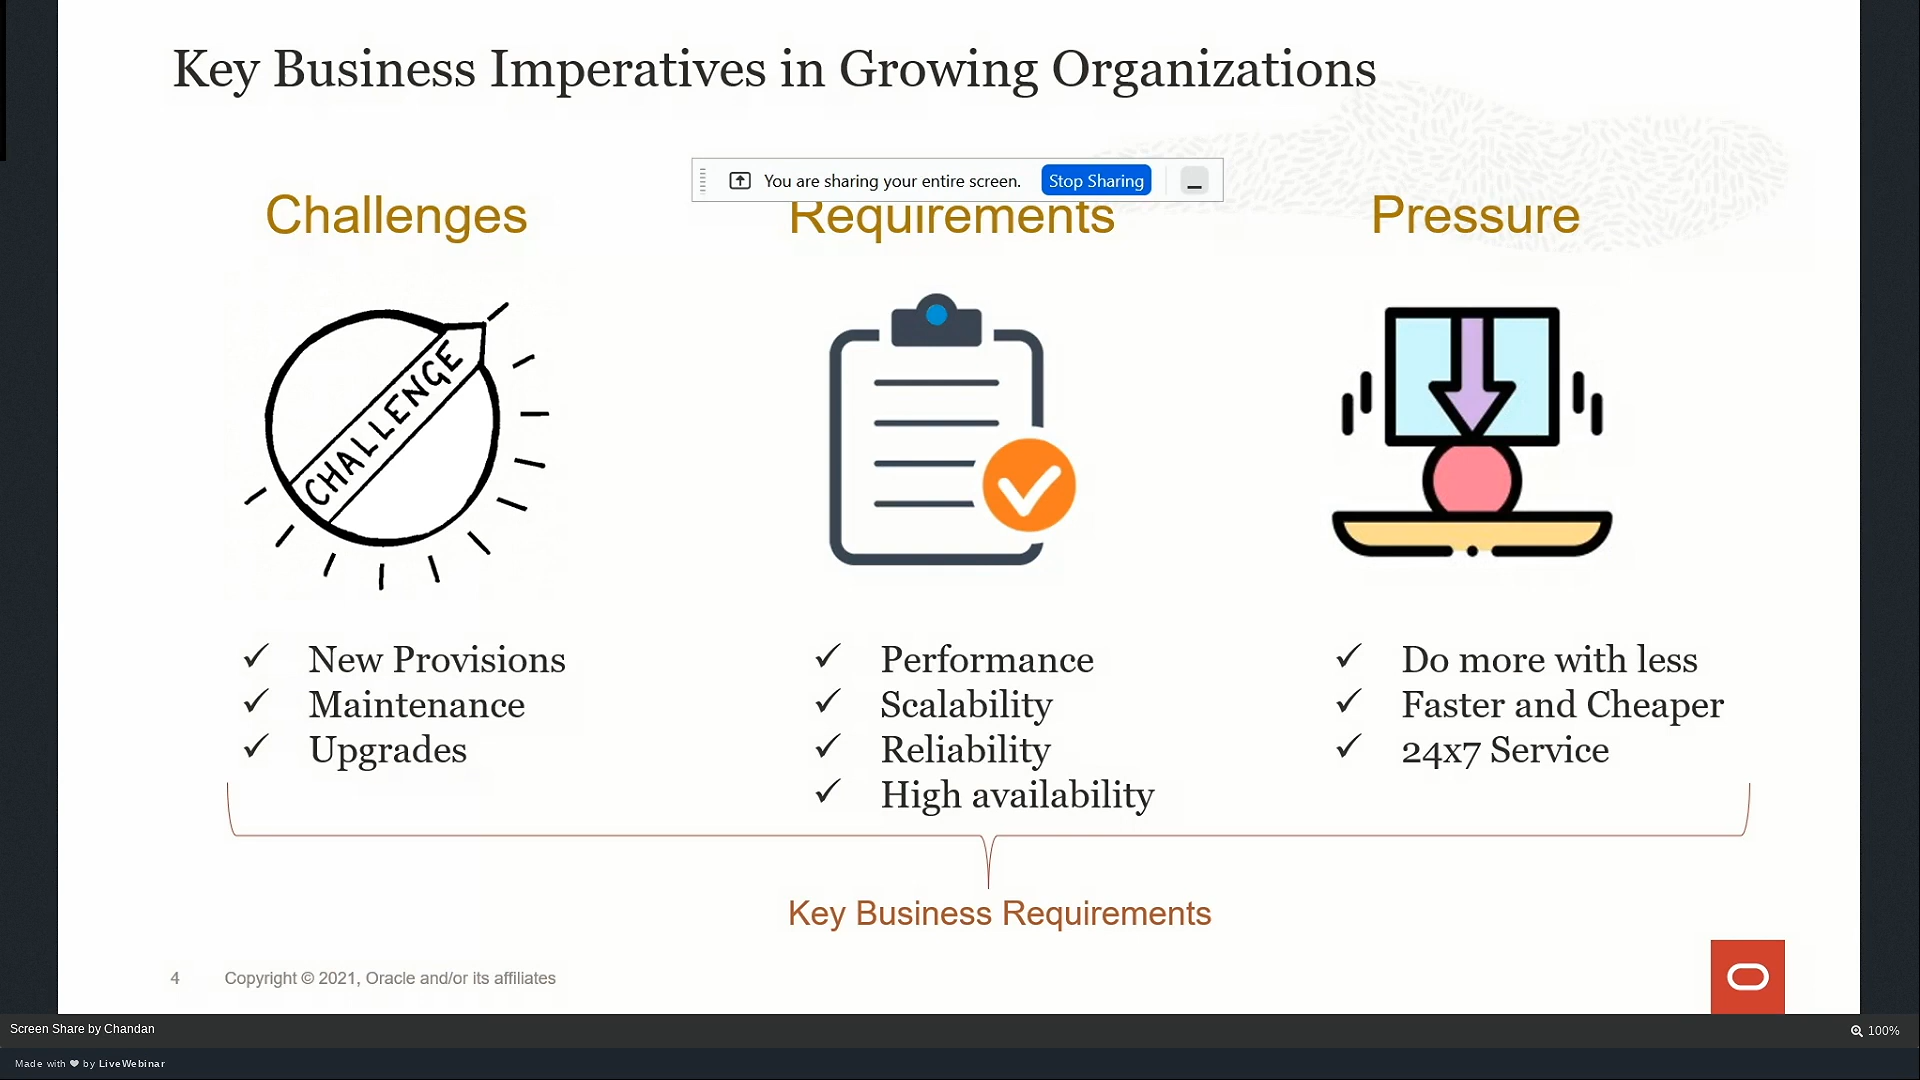 Key Business Imperatives in Growing Organizations
You are sharing your entire screen. Stop Sharing
Challenges
Requirements
Pressure
CHALLENGE
✓ New Provisions
✓ Maintenance
✓ Upgrades
✓ Performance
✓ Scalability
✓ Reliability
✓ High availability
✓ Do more with less
✓ Faster and Cheaper
✓ 24x7 Service
Key Business Requirements
4 Copyright © 2021, Oracle and/or its affiliates
Screen Share by Chandan
100%
Made with ❤ by LiveWebinar